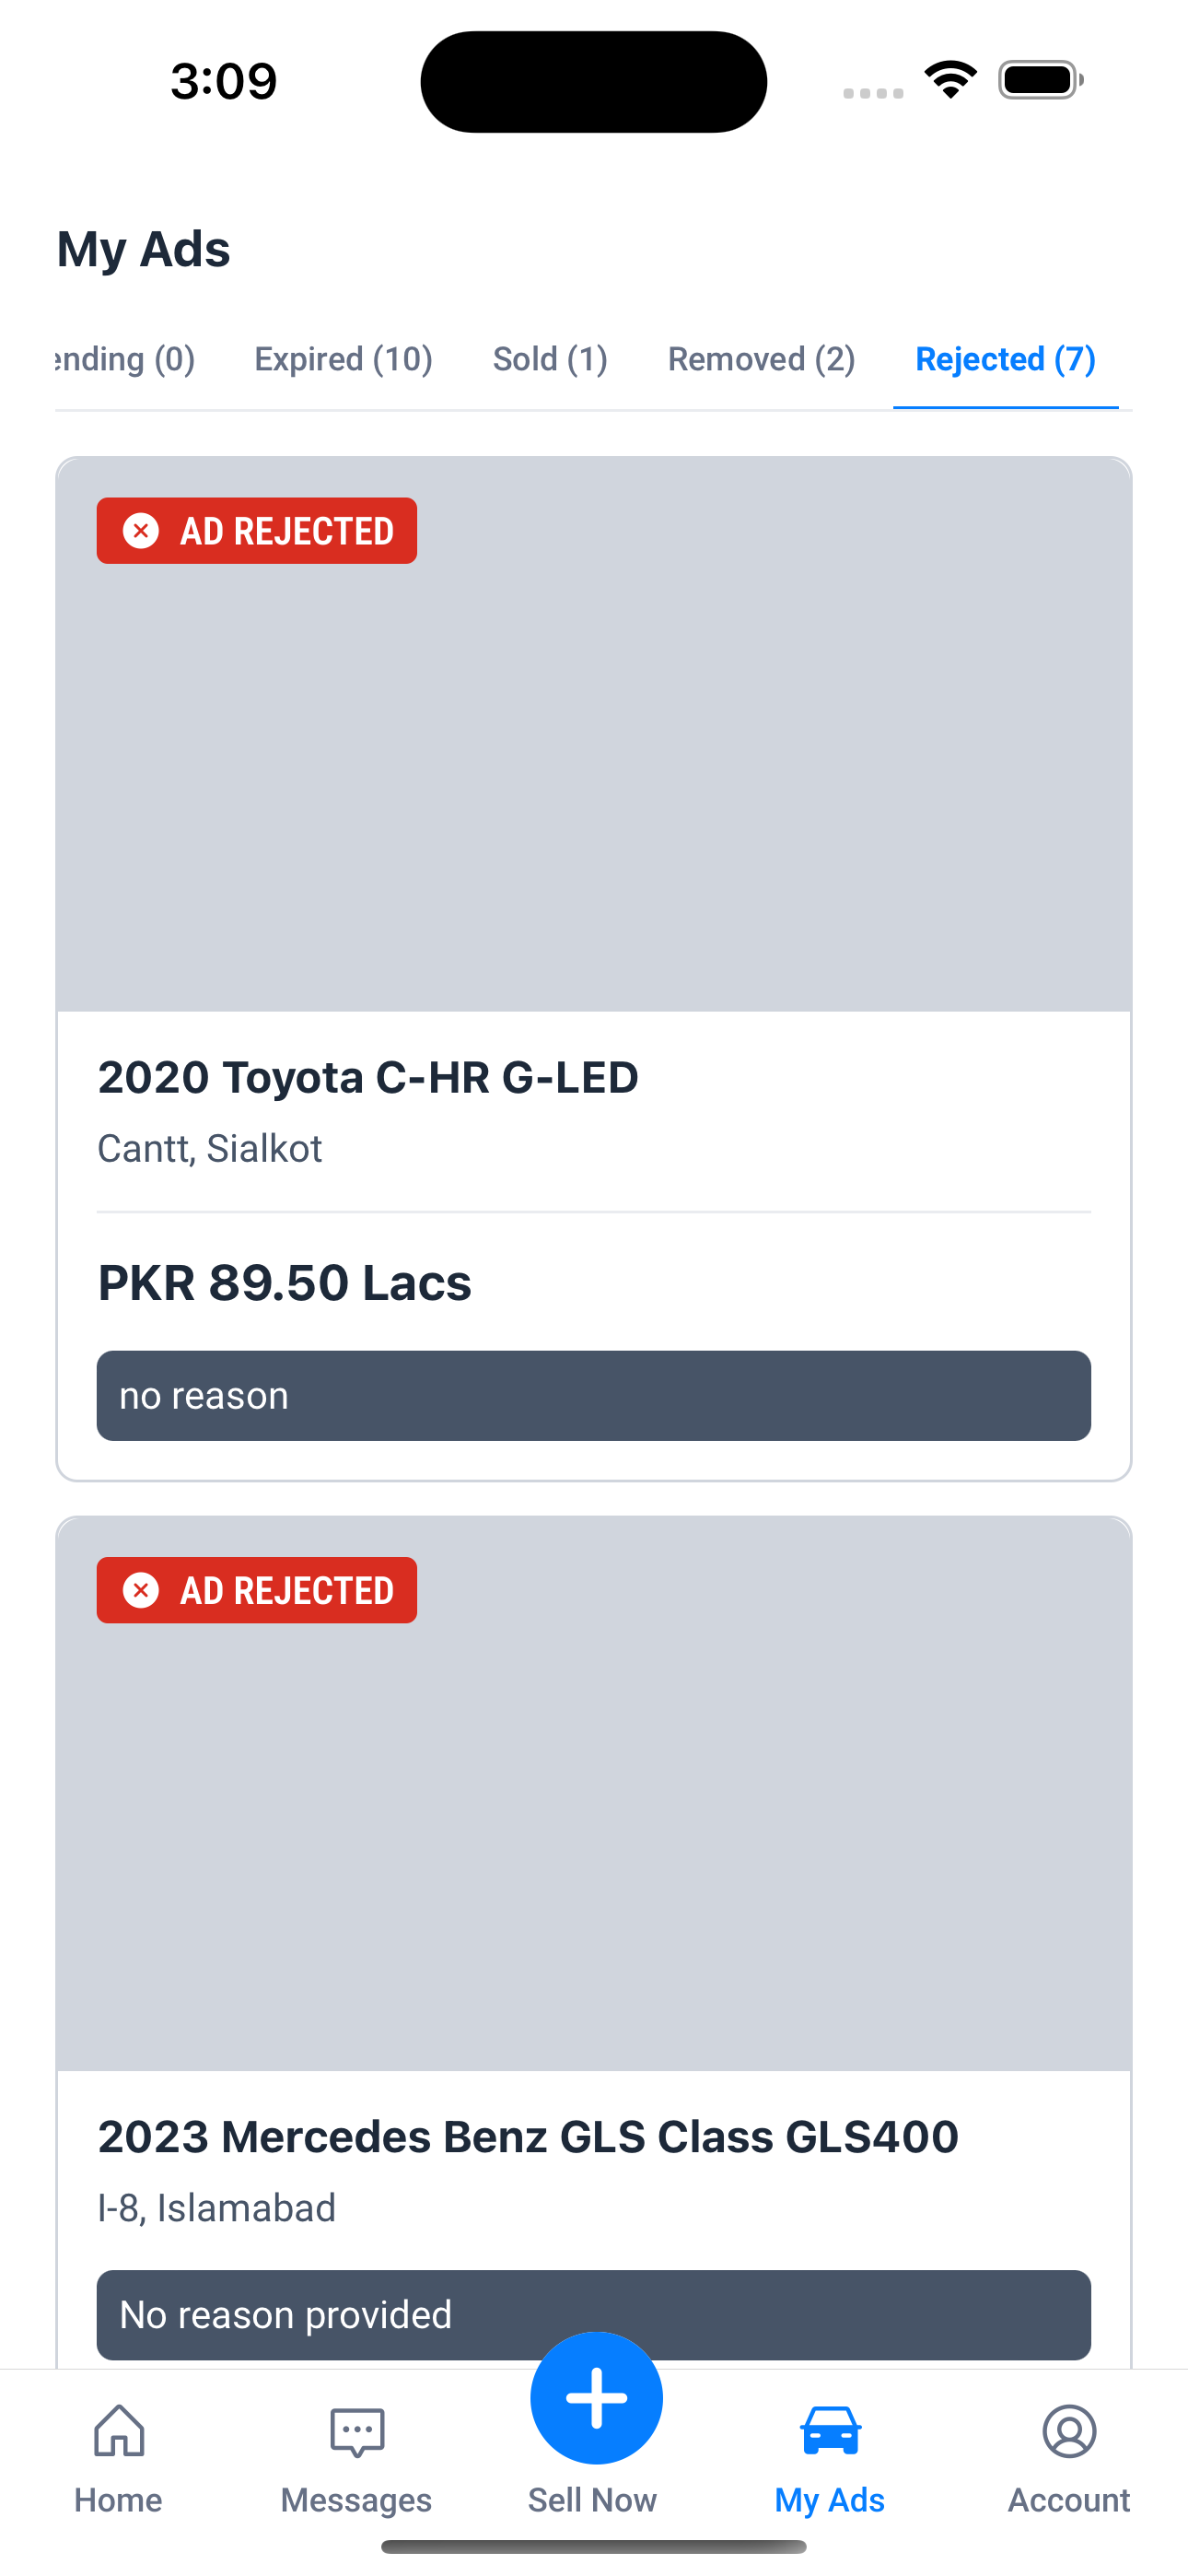 3:09
My Ads
ending (0) Expired (10) Sold (1) Removed (2) Rejected (7)
AD REJECTED
2020 Toyota C-HR G-LED
Cantt, Sialkot
PKR 89.50 Lacs
no reason
AD REJECTED
2023 Mercedes Benz GLS Class GLS400
I-8, Islamabad
No reason provided
Home Messages Sell Now My Ads Account